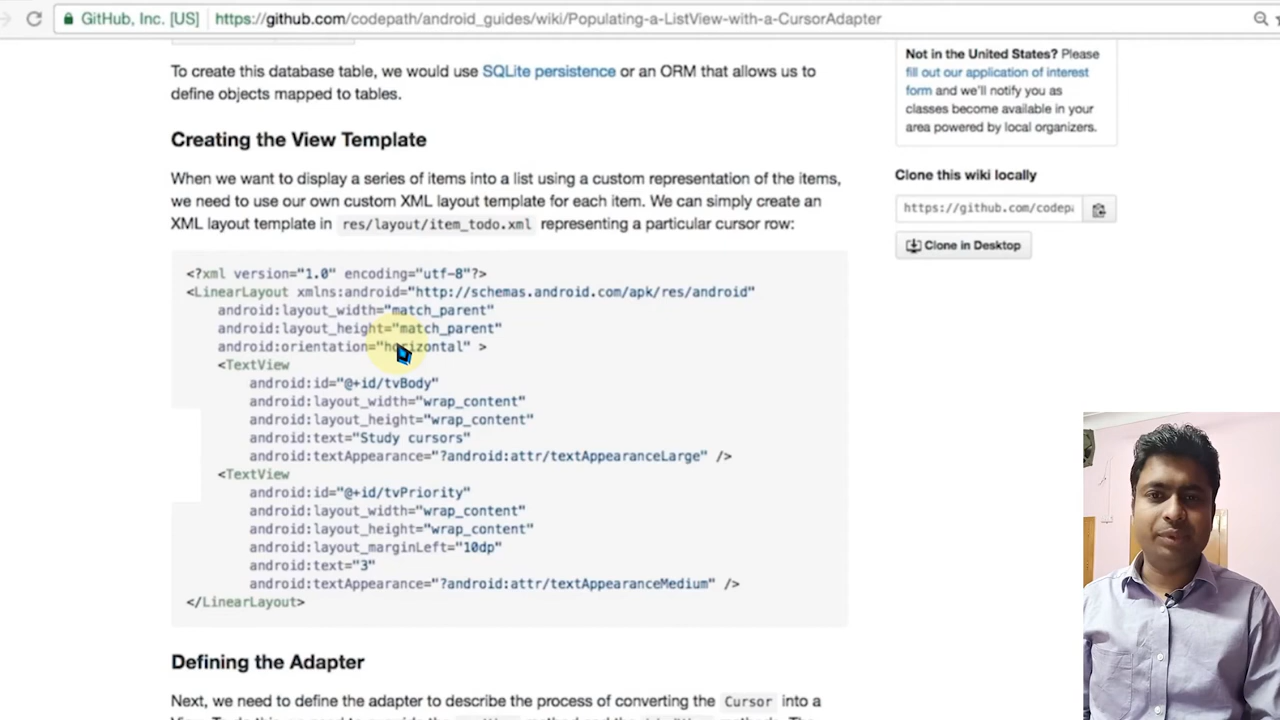 GitHub, Inc. [US]
https://github.com/codepath/android_guides/wiki/Populating-a-ListView-with-a-CursorAdapter
To create this database table, we would use SQLite persistence or an ORM that allows us to
define objects mapped to tables.
Creating the View Template
When we want to display a series of items into a list using a custom representation of the items,
we need to use our own custom XML layout template for each item. We can simply create an
XML layout template in res/layout/item_todo.xml representing a particular cursor row:
<?xml version="1.0" encoding="utf-8"?>
<LinearLayout xmlns:android="http://schemas.android.com/apk/res/android"
android:layout_width="match_parent"
android:layout_height="match_parent"
android:orientation="horizontal" >
<TextView
android:id="@+id/tvBody"
android:layout_width="wrap_content"
android:layout_height="wrap_content"
android:text="Study cursors"
android:textAppearance="?android:attr/textAppearanceLarge" />
<TextView
android:id="@+id/tvPriority"
android:layout_width="wrap_content"
android:layout_height="wrap_content"
android:layout_marginLeft="10dp"
android:text="3"
android:textAppearance="?android:attr/textAppearanceMedium" />
</LinearLayout>
Defining the Adapter
Next, we need to define the adapter to describe the process of converting the Cursor into a
Not in the United States? Please
fill out our application of interest
form and we'll notify you as
classes become available in your
area powered by local organizers.
Clone this wiki locally
https://github.com/codepa
Clone in Desktop